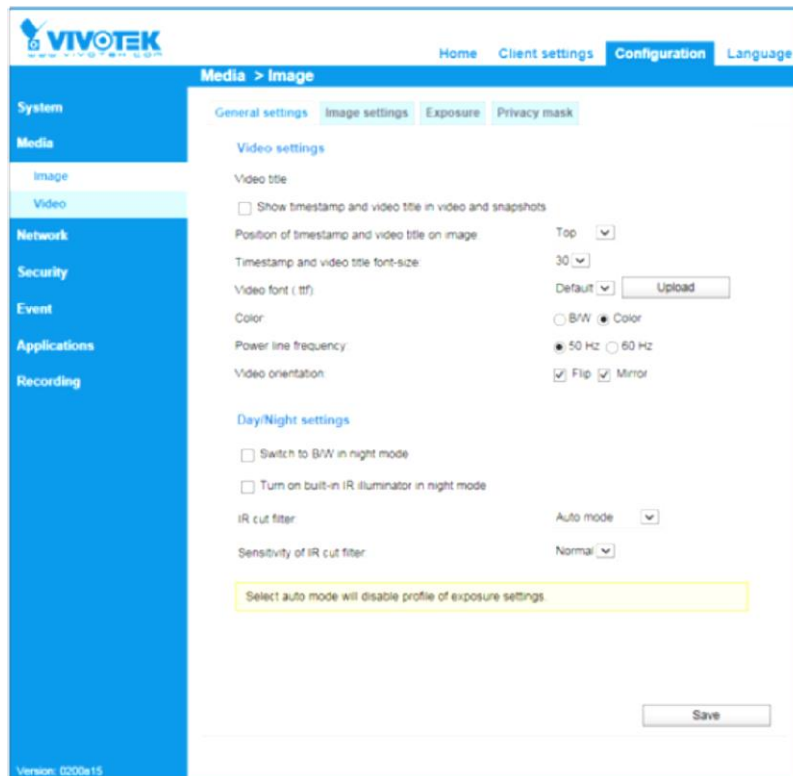 VIVOTEK
www.vivotek.com
Home Client settings Configuration Language
Media > Image
System
Media
Image
Video
Network
Security
Event
Applications
Recording
Version: 0200a15
General settings Image settings Exposure Privacy mask
Video settings
Video title
Show timestamp and video title in video and snapshots
Position of timestamp and video title on image Top
Timestamp and video title font-size: 30
Video font (.ttf) Default Upload
Color: B/W Color
Power line frequency: 50 Hz 60 Hz
Video orientation: Flip Mirror
Day/Night settings
Switch to B/W in night mode
Turn on built-in IR illuminator in night mode
IR cut filter Auto mode
Sensitivity of IR cut filter Normal
Select auto mode will disable profile of exposure settings.
Save